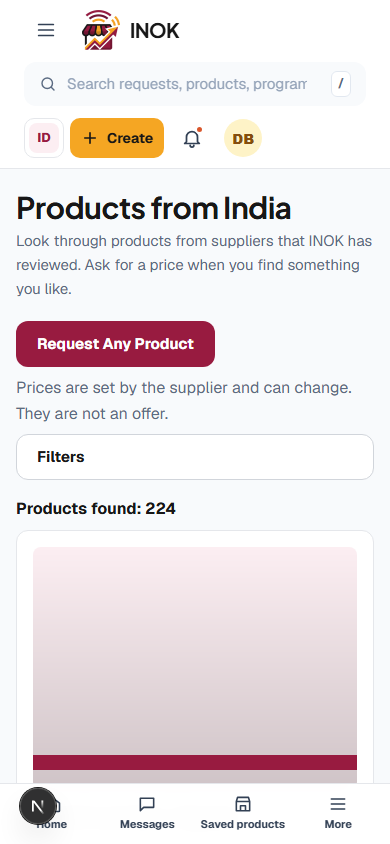 INOK
Search requests, products, program
/
ID
Create
DB
Products from India
Look through products from suppliers that INOK has
reviewed. Ask for a price when you find something
you like.
Request Any Product
Prices are set by the supplier and can change.
They are not an offer.
Filters
Products found: 224
N
Home
Messages
Saved products
More